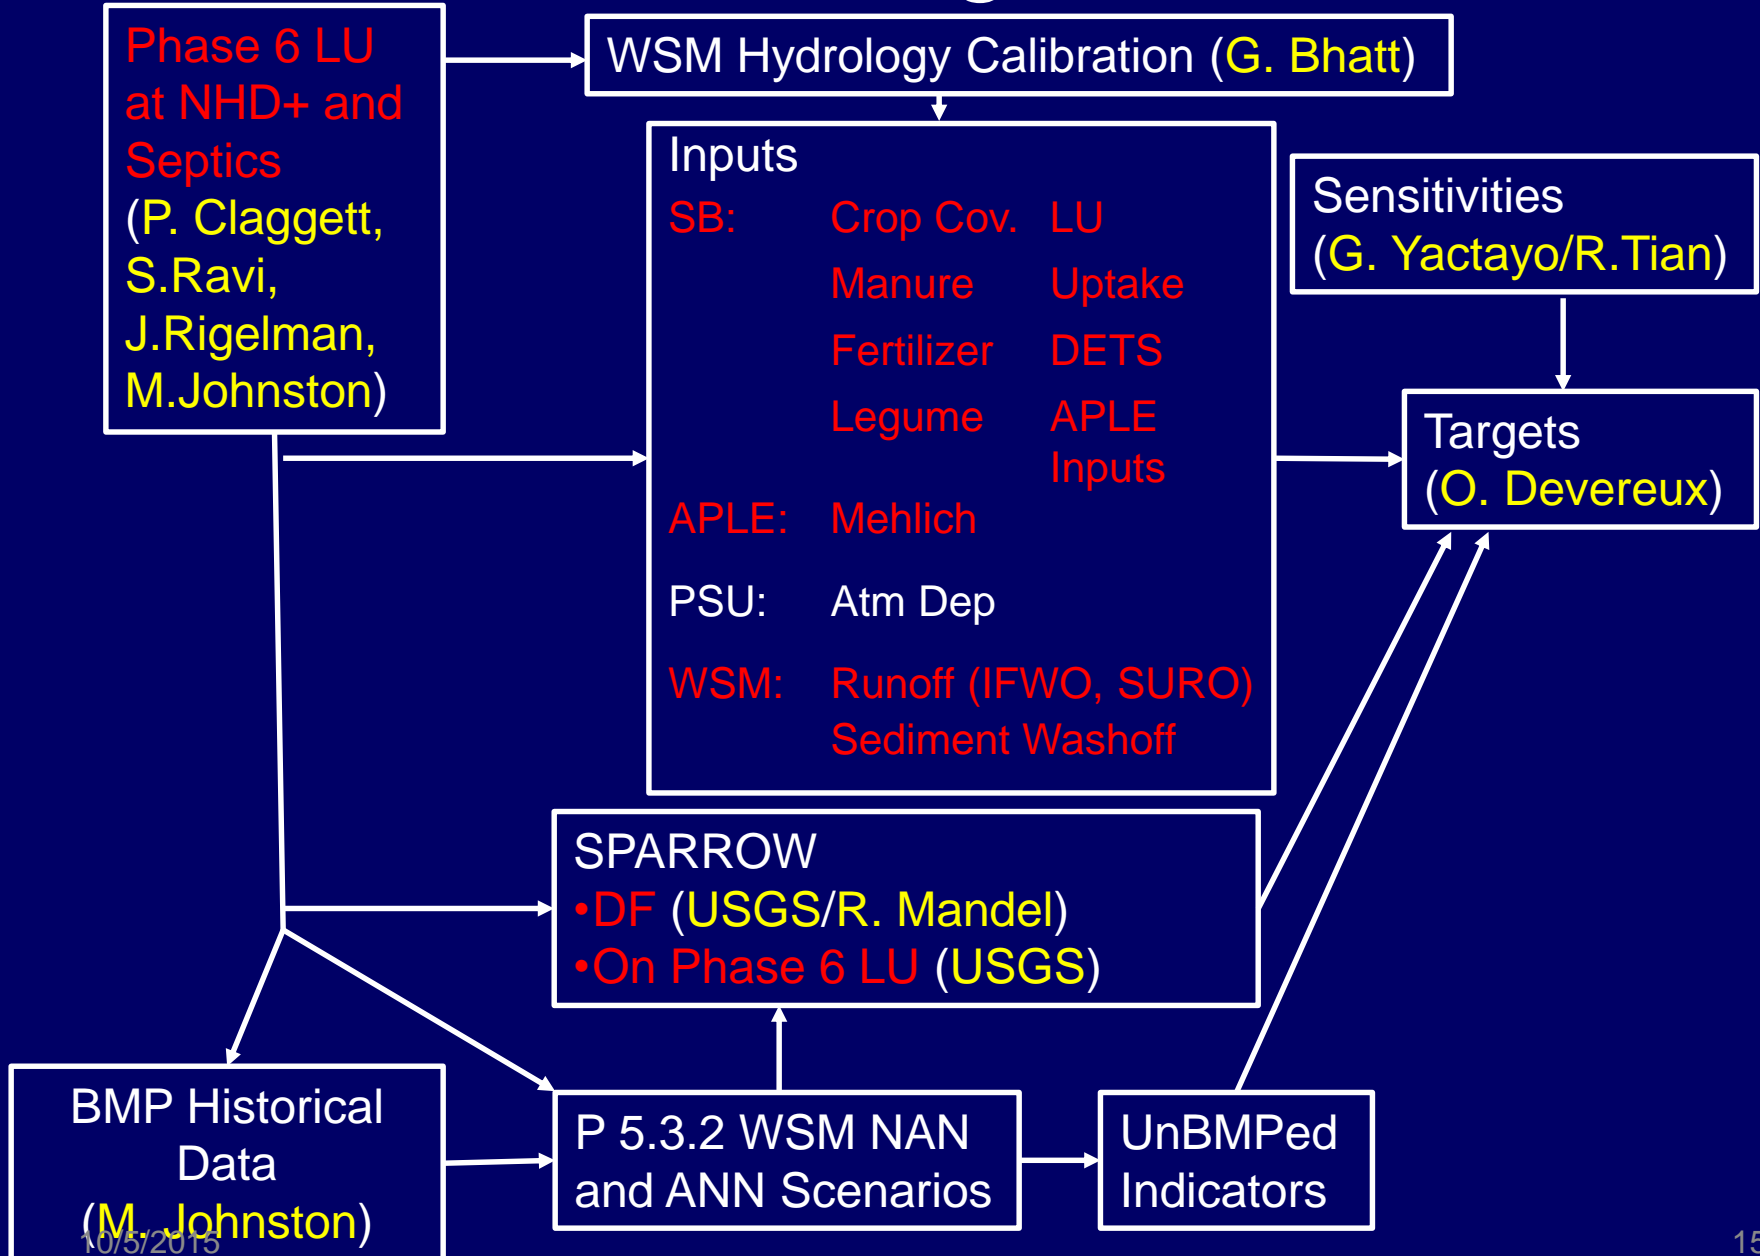 Phase 6 LU
at NHD+ and
Septics
(P. Claggett,
S.Ravi,
J.Rigelman,
M.Johnston)
WSM Hydrology Calibration (G. Bhatt)
Inputs
SB: Crop Cov. LU
Manure Uptake
Fertilizer DETS
Legume APLE
Inputs
APLE: Mehlich
PSU: Atm Dep
WSM: Runoff (IFWO, SURO)
Sediment Washoff
Sensitivities
(G. Yactayo/R.Tian)
Targets
(O. Devereux)
SPARROW
•DF (USGS/R. Mandel)
•On Phase 6 LU (USGS)
BMP Historical
Data
(M. Johnston)
P 5.3.2 WSM NAN
and ANN Scenarios
UnBMPed
Indicators
10/5/2015
15